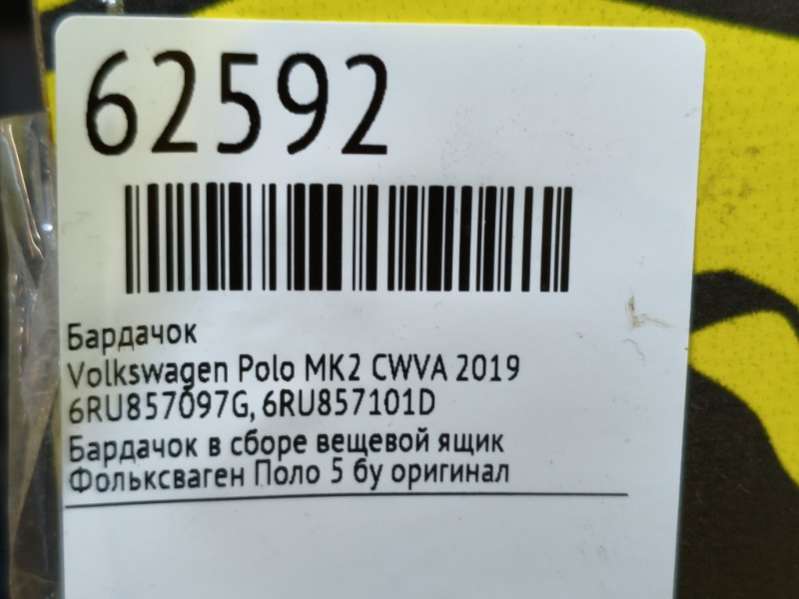 62592
Бардачок
Volkswagen Polo MK2 CWVA 2019
6RU857097G, 6RU857101D
Бардачок в сборе вещевой ящик
Фольксваген Поло 5 бу оригинал